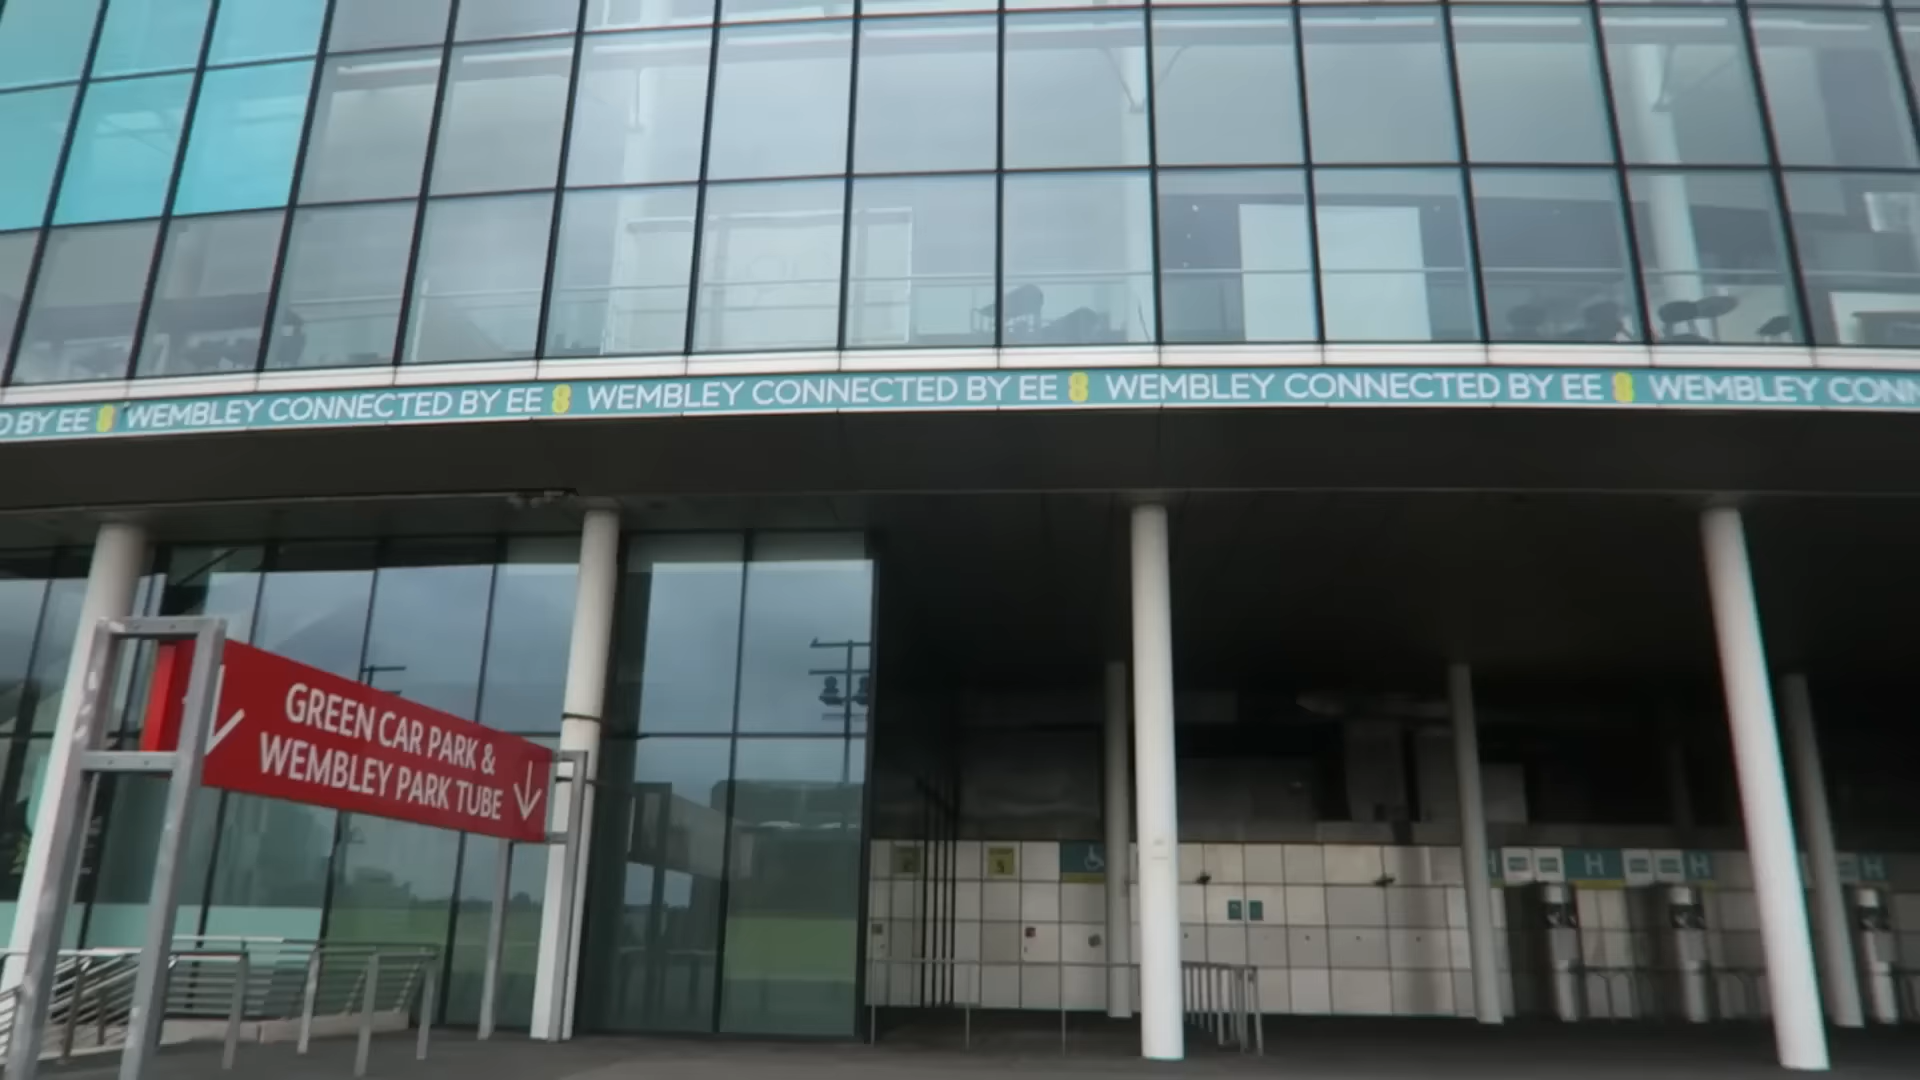 D BY EE WEMBLEY CONNECTED BY EE WEMBLEY CONNECTED BY EE WEMBLEY CONNECTED BY EE WEMBLEY CONN
GREEN CAR PARK &
WEMBLEY PARK TUBE
H H H H